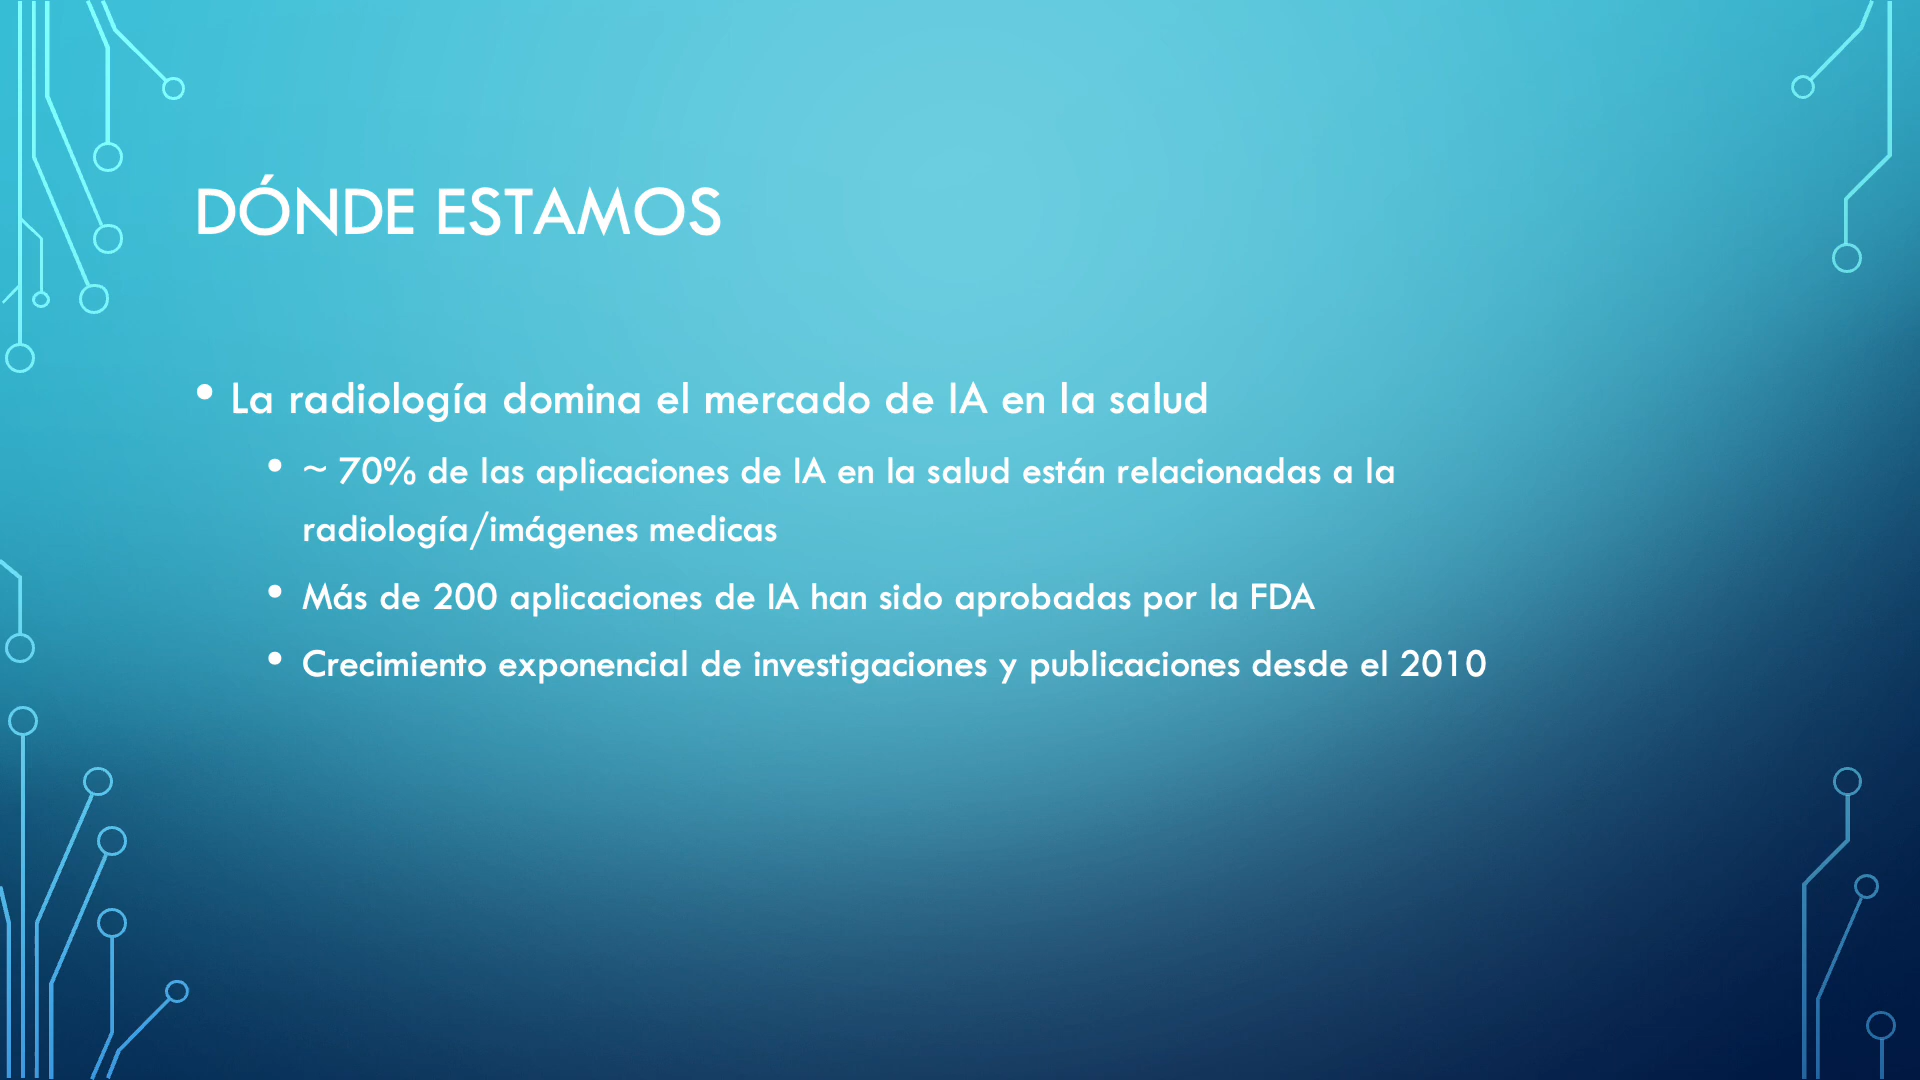 DÓNDE ESTAMOS
• La radiología domina el mercado de IA en la salud
• ~ 70% de las aplicaciones de IA en la salud están relacionadas a la
radiología/imágenes medicas
• Más de 200 aplicaciones de IA han sido aprobadas por la FDA
• Crecimiento exponencial de investigaciones y publicaciones desde el 2010